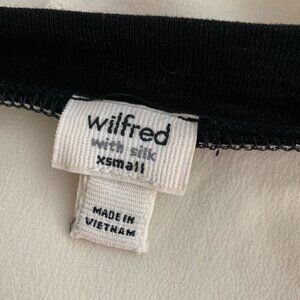 wilfred
with silk
xsmall
MADE IN
VIETNAM